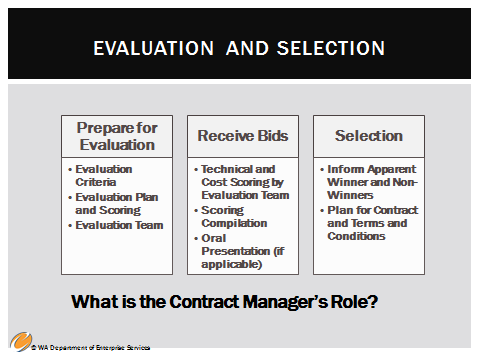 EVALUATION AND SELECTION
Prepare for
Evaluation
• Evaluation
Criteria
• Evaluation Plan
and Scoring
• Evaluation Team
Receive Bids
• Technical and
Cost Scoring by
Evaluation Team
• Scoring
Compilation
• Oral
Presentation (if
applicable)
Selection
• Inform Apparent
Winner and Non-
Winners
• Plan for Contract
and Terms and
Conditions
What is the Contract Manager's Role?
© WA Department of Enterprise Services